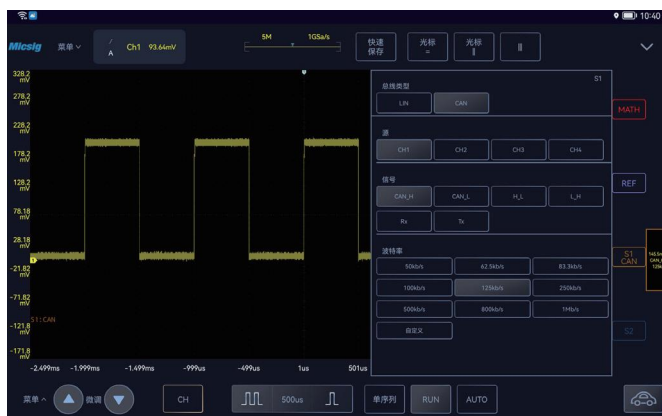 10:40
Micsig 菜单 A Ch1 93.64mV 5M 1GSa/s 快速保存 光标 = 光标 ||
328.2 mV
278.2 mV
228.2 mV
178.2 mV
128.2 mV
78.18 mV
28.18 mV
-21.82 mV
-71.82 mV
-121.8 mV
-171.8 mV
S1:CAN
-2.499ms -1.999ms -1.499ms -999us -499us 1us 501us
总线类型 S1
LIN CAN
源
CH1 CH2 CH3 CH4
信号
CAN_H CAN_L H_L L_H
Rx Tx
波特率
50kb/s 62.5kb/s 83.3kb/s
100kb/s 125kb/s 250kb/s
500kb/s 800kb/s 1Mb/s
自定义
MATH
REF
S1
CAN
S2
菜单 微调 CH 500us 单序列 RUN AUTO